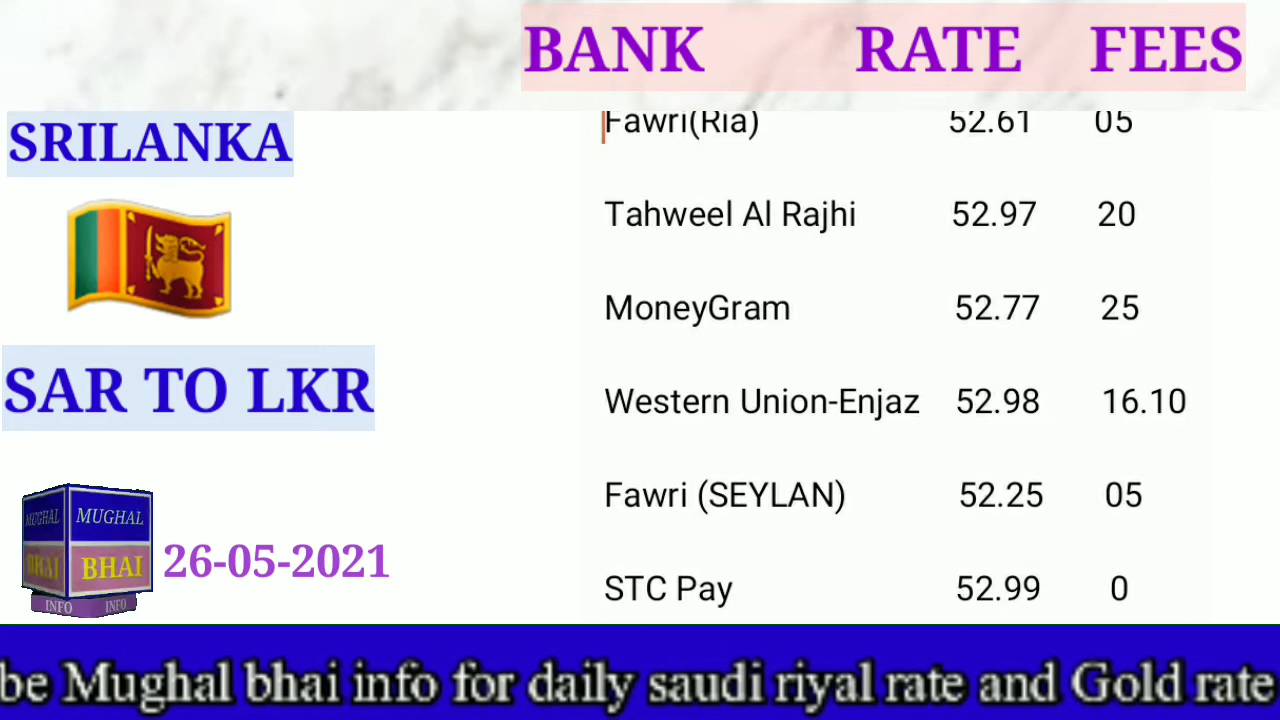 BANK RATE FEES
SRILANKA
Fawri(Ria) 52.61 05
Tahweel Al Rajhi 52.97 20
MoneyGram 52.77 25
SAR TO LKR
Western Union-Enjaz 52.98 16.10
Fawri (SEYLAN) 52.25 05
STC Pay 52.99 0
MUGHAL MUGHAL
BHAI BHAI
INFO INFO
26-05-2021
be Mughal bhai info for daily saudi riyal rate and Gold rate